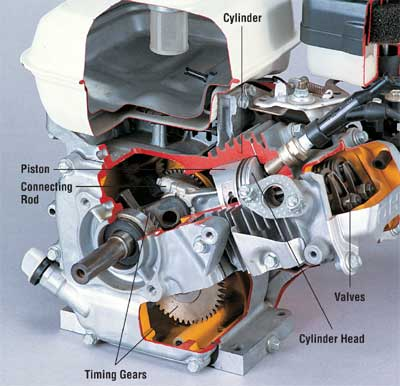 Cylinder
Piston
Connecting
Rod
Valves
Cylinder Head
Timing Gears